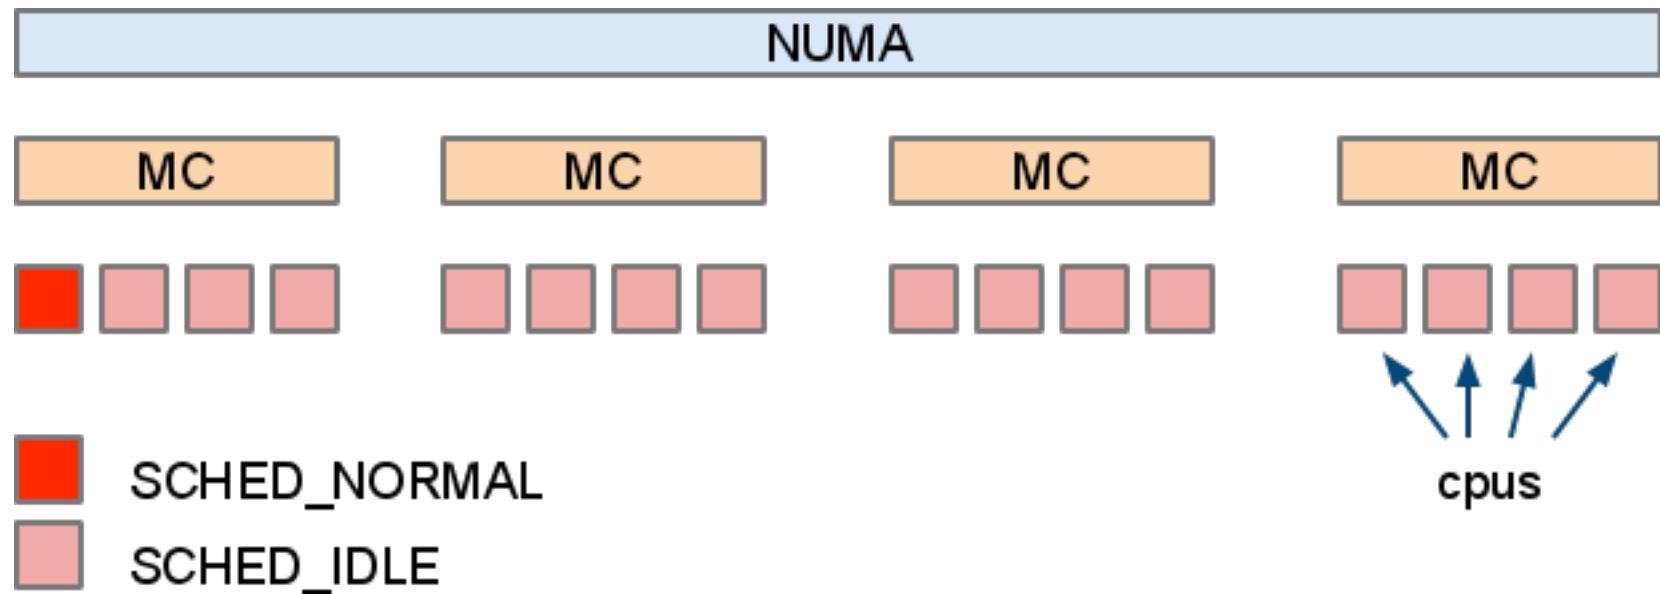 NUMA
MC MC MC MC
SCHED_NORMAL
cpus
SCHED_IDLE